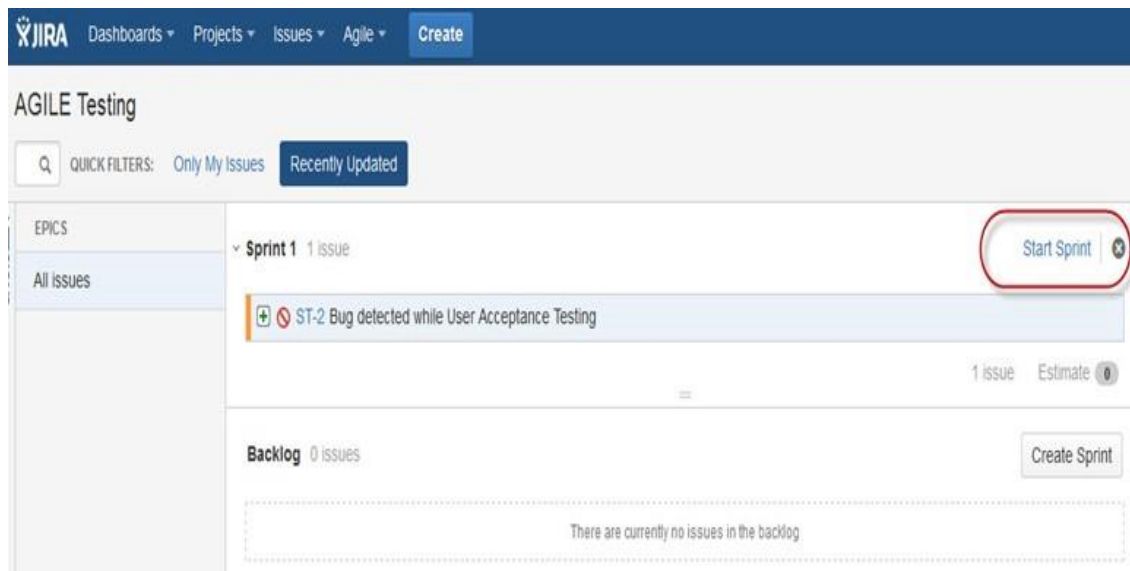 JIRA Dashboards Projects Issues Agile Create
AGILE Testing
QUICK FILTERS: Only My Issues Recently Updated
EPICS
All issues
Sprint 1 1 issue Start Sprint
ST-2 Bug detected while User Acceptance Testing
1 issue Estimate 0
Backlog 0 issues Create Sprint
There are currently no issues in the backlog